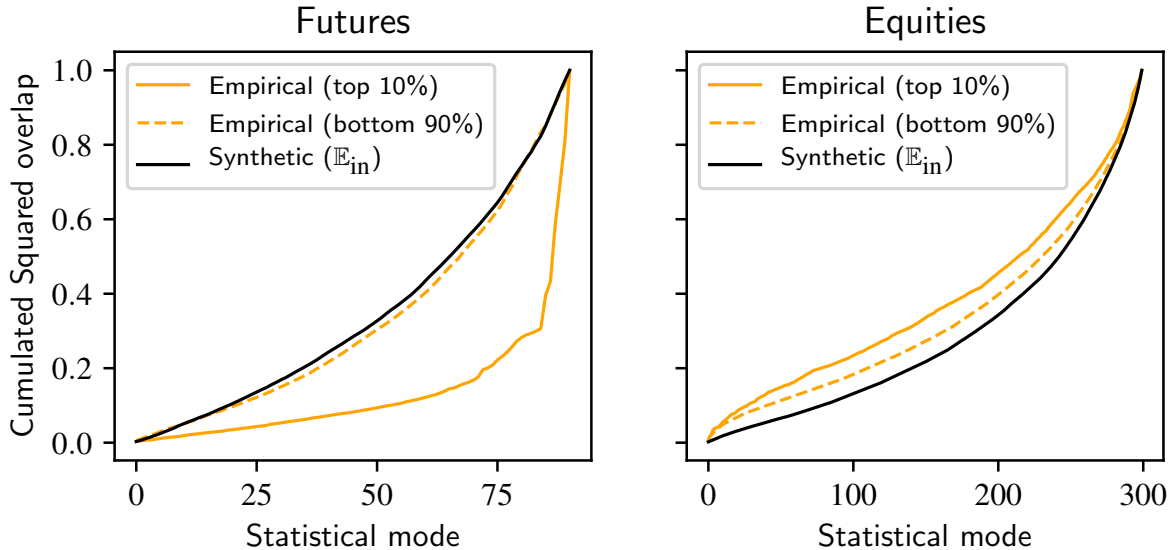 Futures
Cumulated Squared overlap
1.0
0.8
0.6
0.4
0.2
0.0
Empirical (top 10%)
Empirical (bottom 90%)
Synthetic (𝔼in)
0
25
50
75
Statistical mode
Equities
Empirical (top 10%)
Empirical (bottom 90%)
Synthetic (𝔼in)
0
100
200
300
Statistical mode